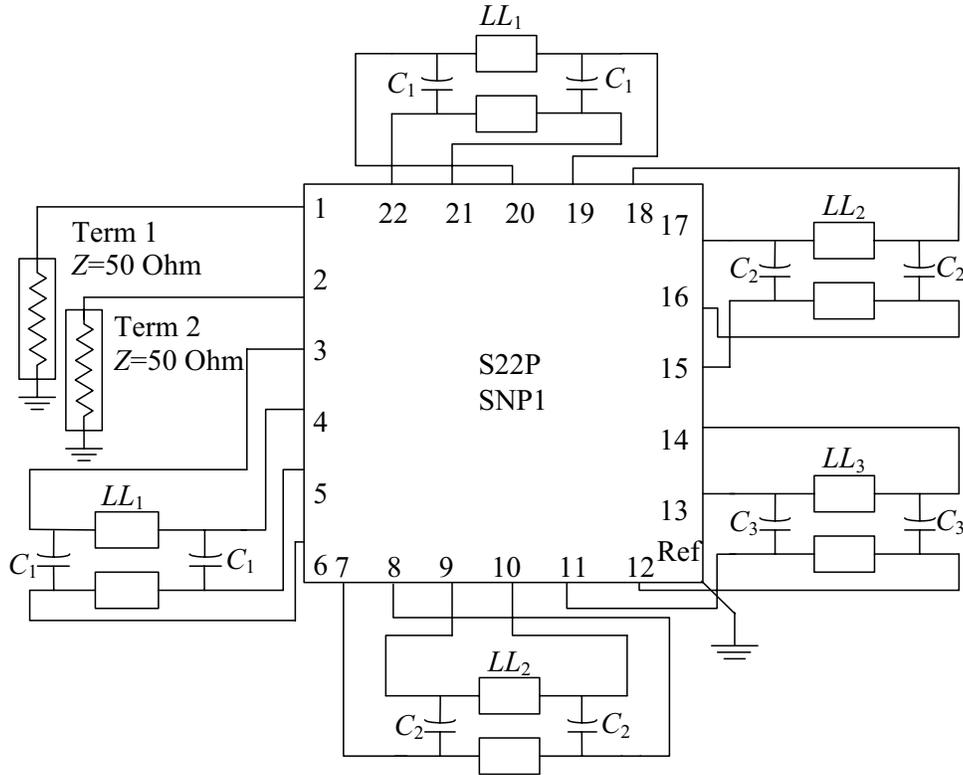 LL₁
C₁
C₁
1
22
21
20
19
18
17
LL₂
Term 1
Z=50 Ohm
2
C₂
C₂
16
Term 2
Z=50 Ohm
3
S22P
SNP1
15
4
14
LL₃
LL₁
5
13
C₃
C₃
C₁
C₁
Ref
6
7
8
9
10
11
12
LL₂
C₂
C₂